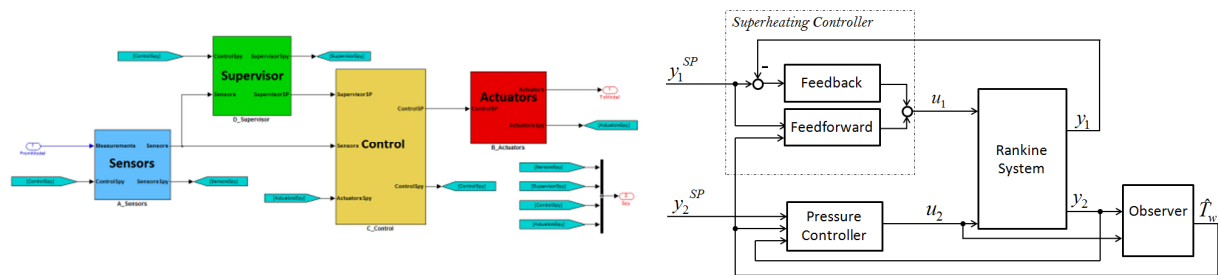 [ControlSpy]
ControlSpy
SupervisorSpy
[SupervisorSpy]
Supervisor
Sensors
SupervisorSP
D_Supervisor
FromModel
Measurements
Sensors
Sensors
[ControlSpy]
ControlSpy
SensorsSpy
[SensorsSpy]
A_Sensors
SupervisorSP
ControlSP
Sensors
Control
[ActuatorsSpy]
ActuatorsSpy
ControlSpy
[ControlSpy]
C_Control
Actuators
Actuators
ToModel
ControlSP
ActuatorsSpy
[ActuatorsSpy]
B_Actuators
[SensorsSpy]
[SupervisorSpy]
[ControlSpy]
[ActuatorsSpy]
Spy
Superheating Controller
y₁ˢᴾ
-
Feedback
Feedforward
u₁
Rankine
System
y₁
y₂ˢᴾ
Pressure
Controller
u₂
y₂
Observer
T̂w